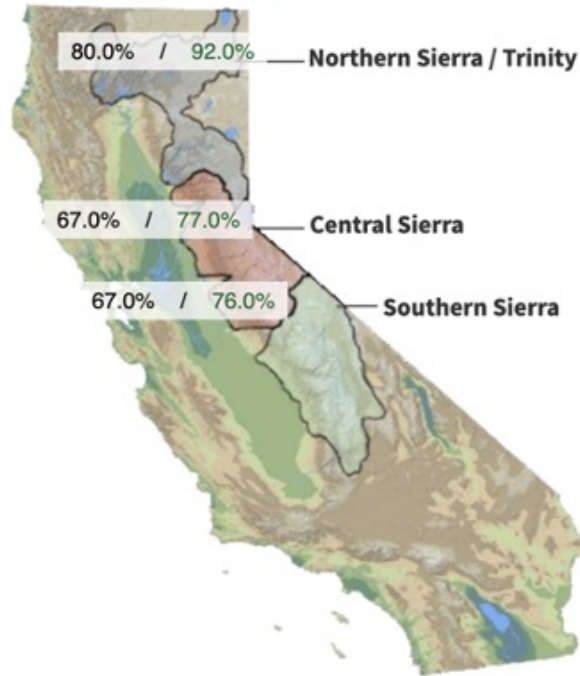 80.0% / 92.0% Northern Sierra / Trinity
67.0% / 77.0% Central Sierra
67.0% / 76.0% Southern Sierra